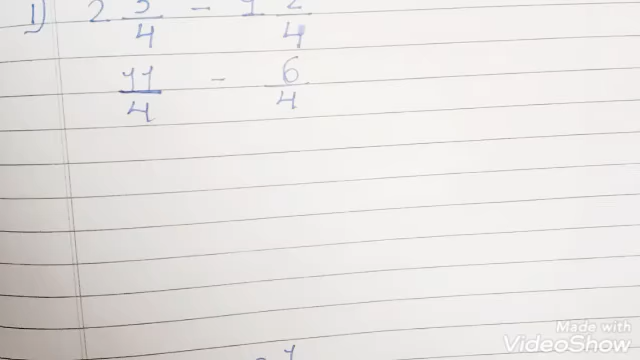 1) 2 3/4 - 1 2/4
11/4 - 6/4
Made with
VideoShow